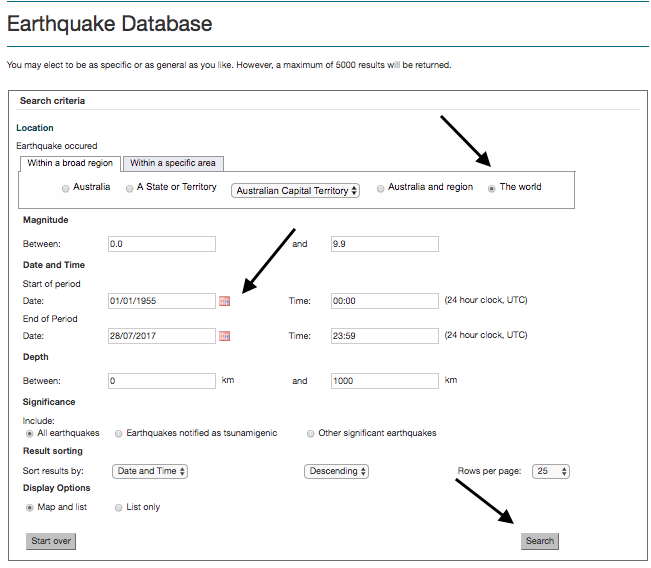 Earthquake Database
You may elect to be as specific or as general as you like. However, a maximum of 5000 results will be returned.
Search criteria
Location
Earthquake occured
Within a broad region Within a specific area
Australia A State or Territory Australian Capital Territory Australia and region The world
Magnitude
Between: 0.0 and 9.9
Date and Time
Start of period
Date: 01/01/1955 Time: 00:00 (24 hour clock, UTC)
End of Period
Date: 28/07/2017 Time: 23:59 (24 hour clock, UTC)
Depth
Between: 0 km and 1000 km
Significance
Include:
All earthquakes Earthquakes notified as tsunamigenic Other significant earthquakes
Result sorting
Sort results by: Date and Time Descending Rows per page: 25
Display Options
Map and list List only
Start over Search